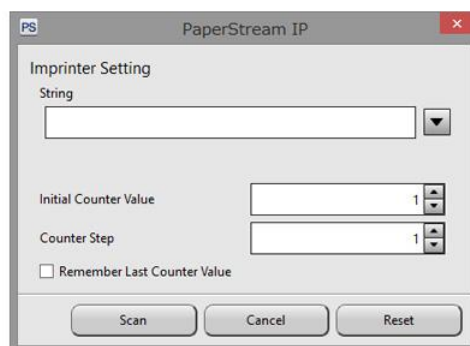 PS PaperStream IP
Imprinter Setting
String
Initial Counter Value 1
Counter Step 1
Remember Last Counter Value
Scan Cancel Reset